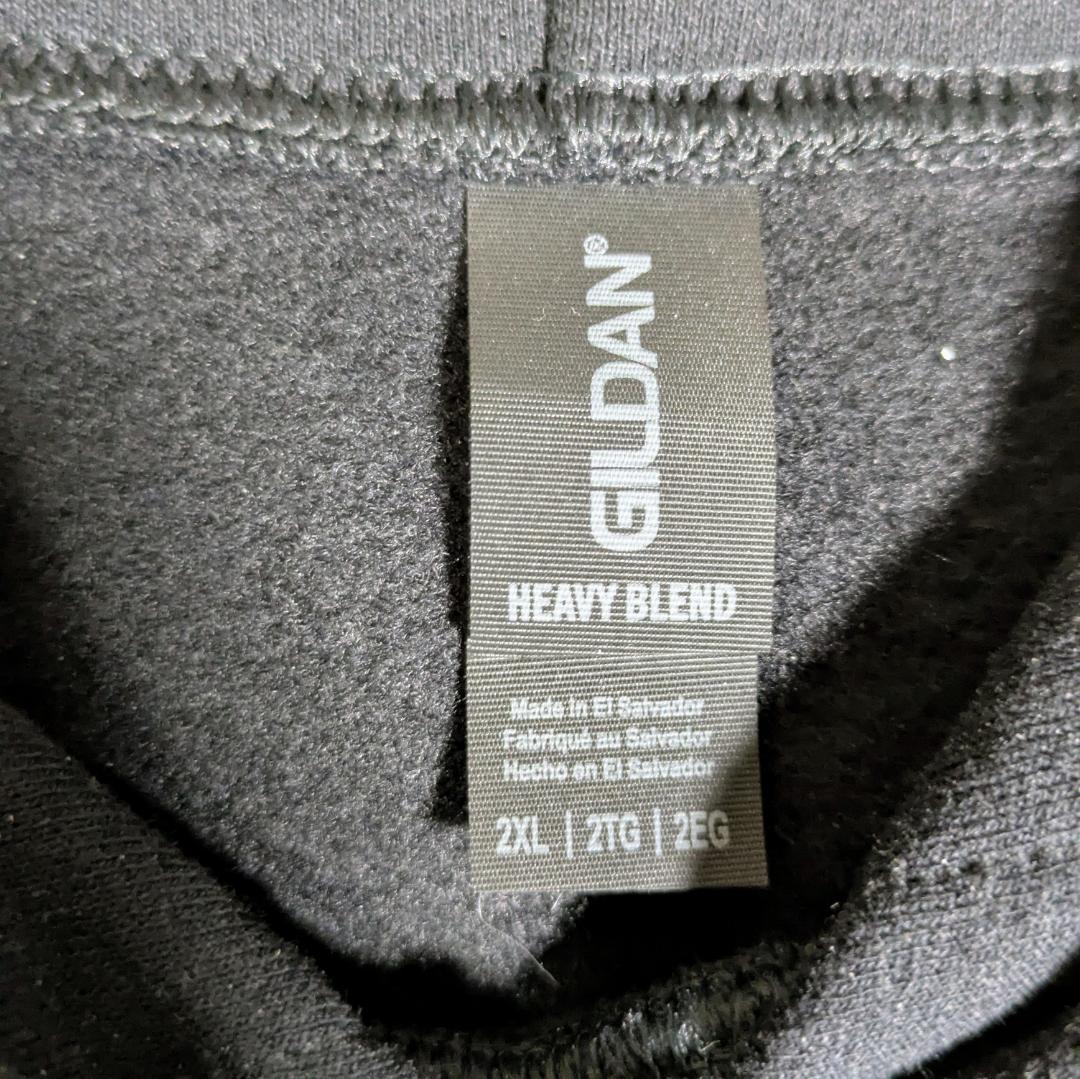 GILDAN®
HEAVY BLEND
Made in El Salvador
Fabriqué au Salvador
Hecho en El Salvador
2XL | 2TG | 2EG